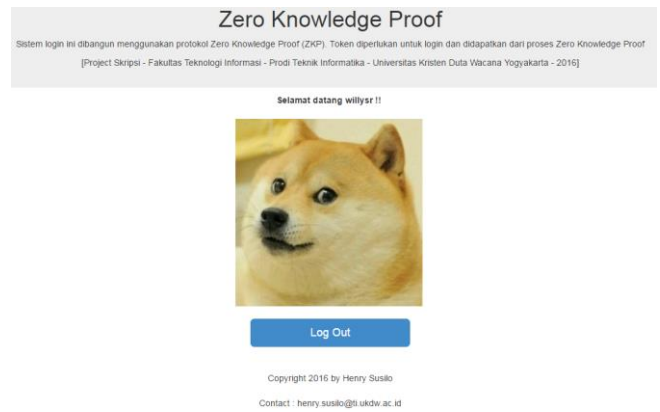 Zero Knowledge Proof
Sistem login ini dibangun menggunakan protokol Zero Knowledge Proof (ZKP). Token diperlukan untuk login dan didapatkan dari proses Zero Knowledge Proof
[Project Skripsi - Fakultas Teknologi Informasi - Prodi Teknik Informatika - Universitas Kristen Duta Wacana Yogyakarta - 2016]
Selamat datang willysr !!
Log Out
Copyright 2016 by Henry Susilo
Contact : henry.susilo@ti.ukdw.ac.id